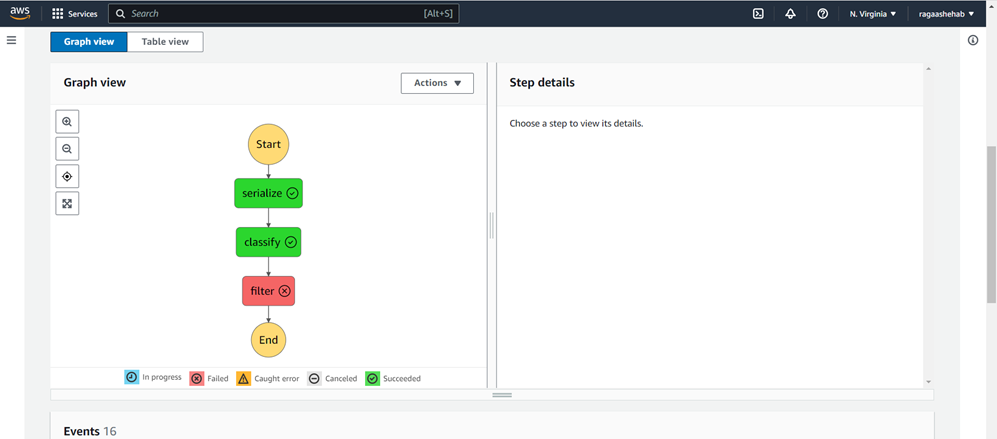 aws
Services
Search
[Alt+S]
N. Virginia
ragaashehab
Graph view
Table view
Graph view
Actions
Step details
Choose a step to view its details.
Start
serialize
classify
filter
End
In progress
Failed
Caught error
Canceled
Succeeded
Events 16